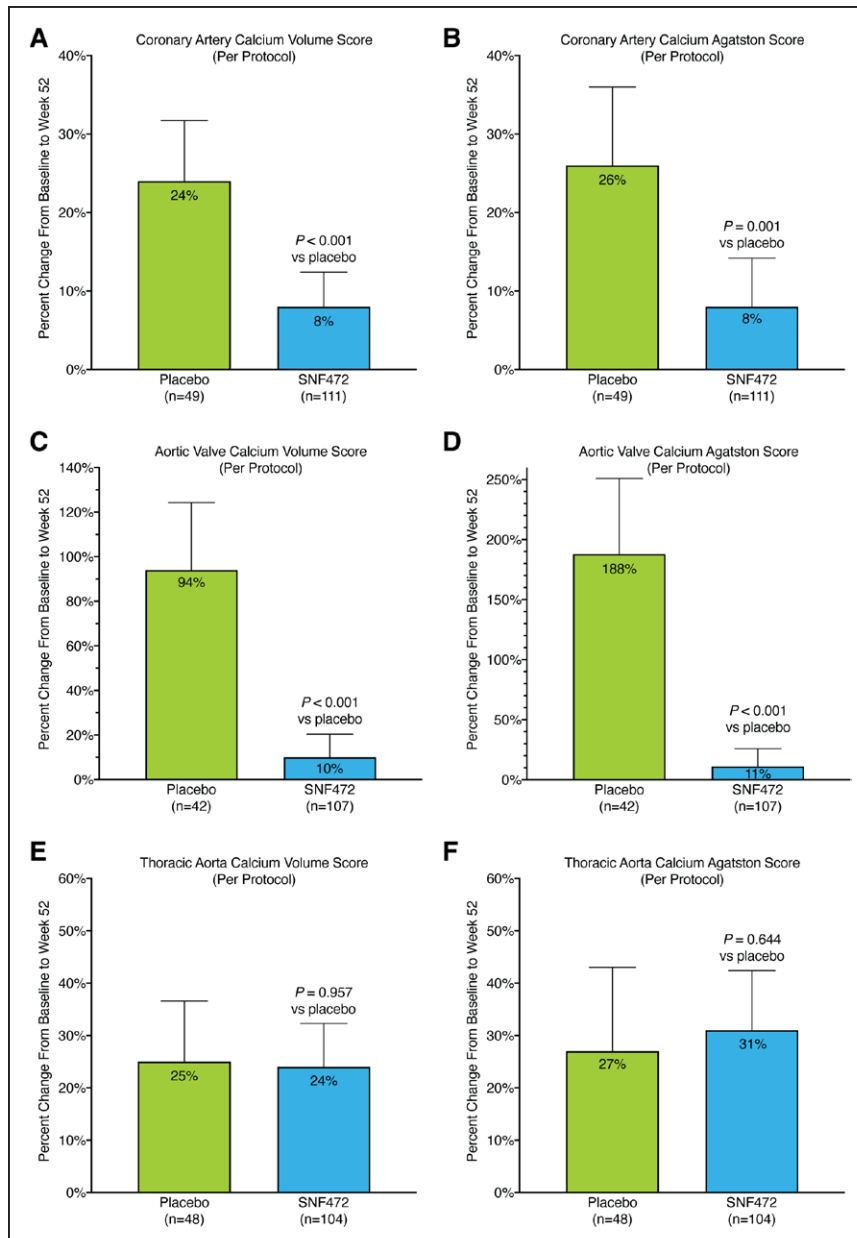 A
Coronary Artery Calcium Volume Score
(Per Protocol)
Percent Change From Baseline to Week 52
40%
30%
20%
10%
0%
24%
P < 0.001
vs placebo
8%
Placebo
(n=49)
SNF472
(n=111)
B
Coronary Artery Calcium Agatston Score
(Per Protocol)
Percent Change From Baseline to Week 52
40%
30%
20%
10%
0%
26%
P = 0.001
vs placebo
8%
Placebo
(n=49)
SNF472
(n=111)
C
Aortic Valve Calcium Volume Score
(Per Protocol)
Percent Change From Baseline to Week 52
140%
120%
100%
80%
60%
40%
20%
0%
94%
P < 0.001
vs placebo
10%
Placebo
(n=42)
SNF472
(n=107)
D
Aortic Valve Calcium Agatston Score
(Per Protocol)
Percent Change From Baseline to Week 52
250%
200%
150%
100%
50%
0%
188%
P < 0.001
vs placebo
11%
Placebo
(n=42)
SNF472
(n=107)
E
Thoracic Aorta Calcium Volume Score
(Per Protocol)
Percent Change From Baseline to Week 52
60%
50%
40%
30%
20%
10%
0%
25%
P = 0.957
vs placebo
24%
Placebo
(n=48)
SNF472
(n=104)
F
Thoracic Aorta Calcium Agatston Score
(Per Protocol)
Percent Change From Baseline to Week 52
60%
50%
40%
30%
20%
10%
0%
27%
P = 0.644
vs placebo
31%
Placebo
(n=48)
SNF472
(n=104)